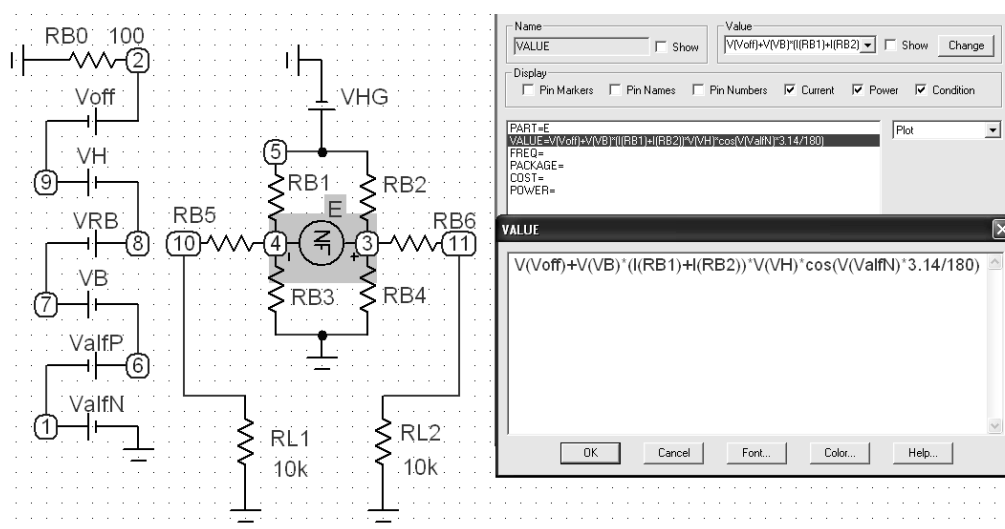 RB0 100
2
Voff
VH
9
VRB
8
VB
7
ValfP
6
ValfN
1
VHG
5
RB1
RB2
E
RB5
RB6
10
4
NF
3
11
-
+
RB3
RB4
RL1
10k
RL2
10k
Name
VALUE
Show
Value
V(Voff)+V(VB)*(I(RB1)+I(RB2)
Show
Change
Display
Pin Markers
Pin Names
Pin Numbers
Current
Power
Condition
PART=E
VALUE=V(Voff)+V(VB)*(I(RB1)+I(RB2))*V(VH)*cos(V(ValfN)*3.14/180)
FREQ=
PACKAGE=
COST=
POWER=
Plot
VALUE
V(Voff)+V(VB)*(I(RB1)+I(RB2))*V(VH)*cos(V(ValfN)*3.14/180)
OK
Cancel
Font...
Color...
Help...